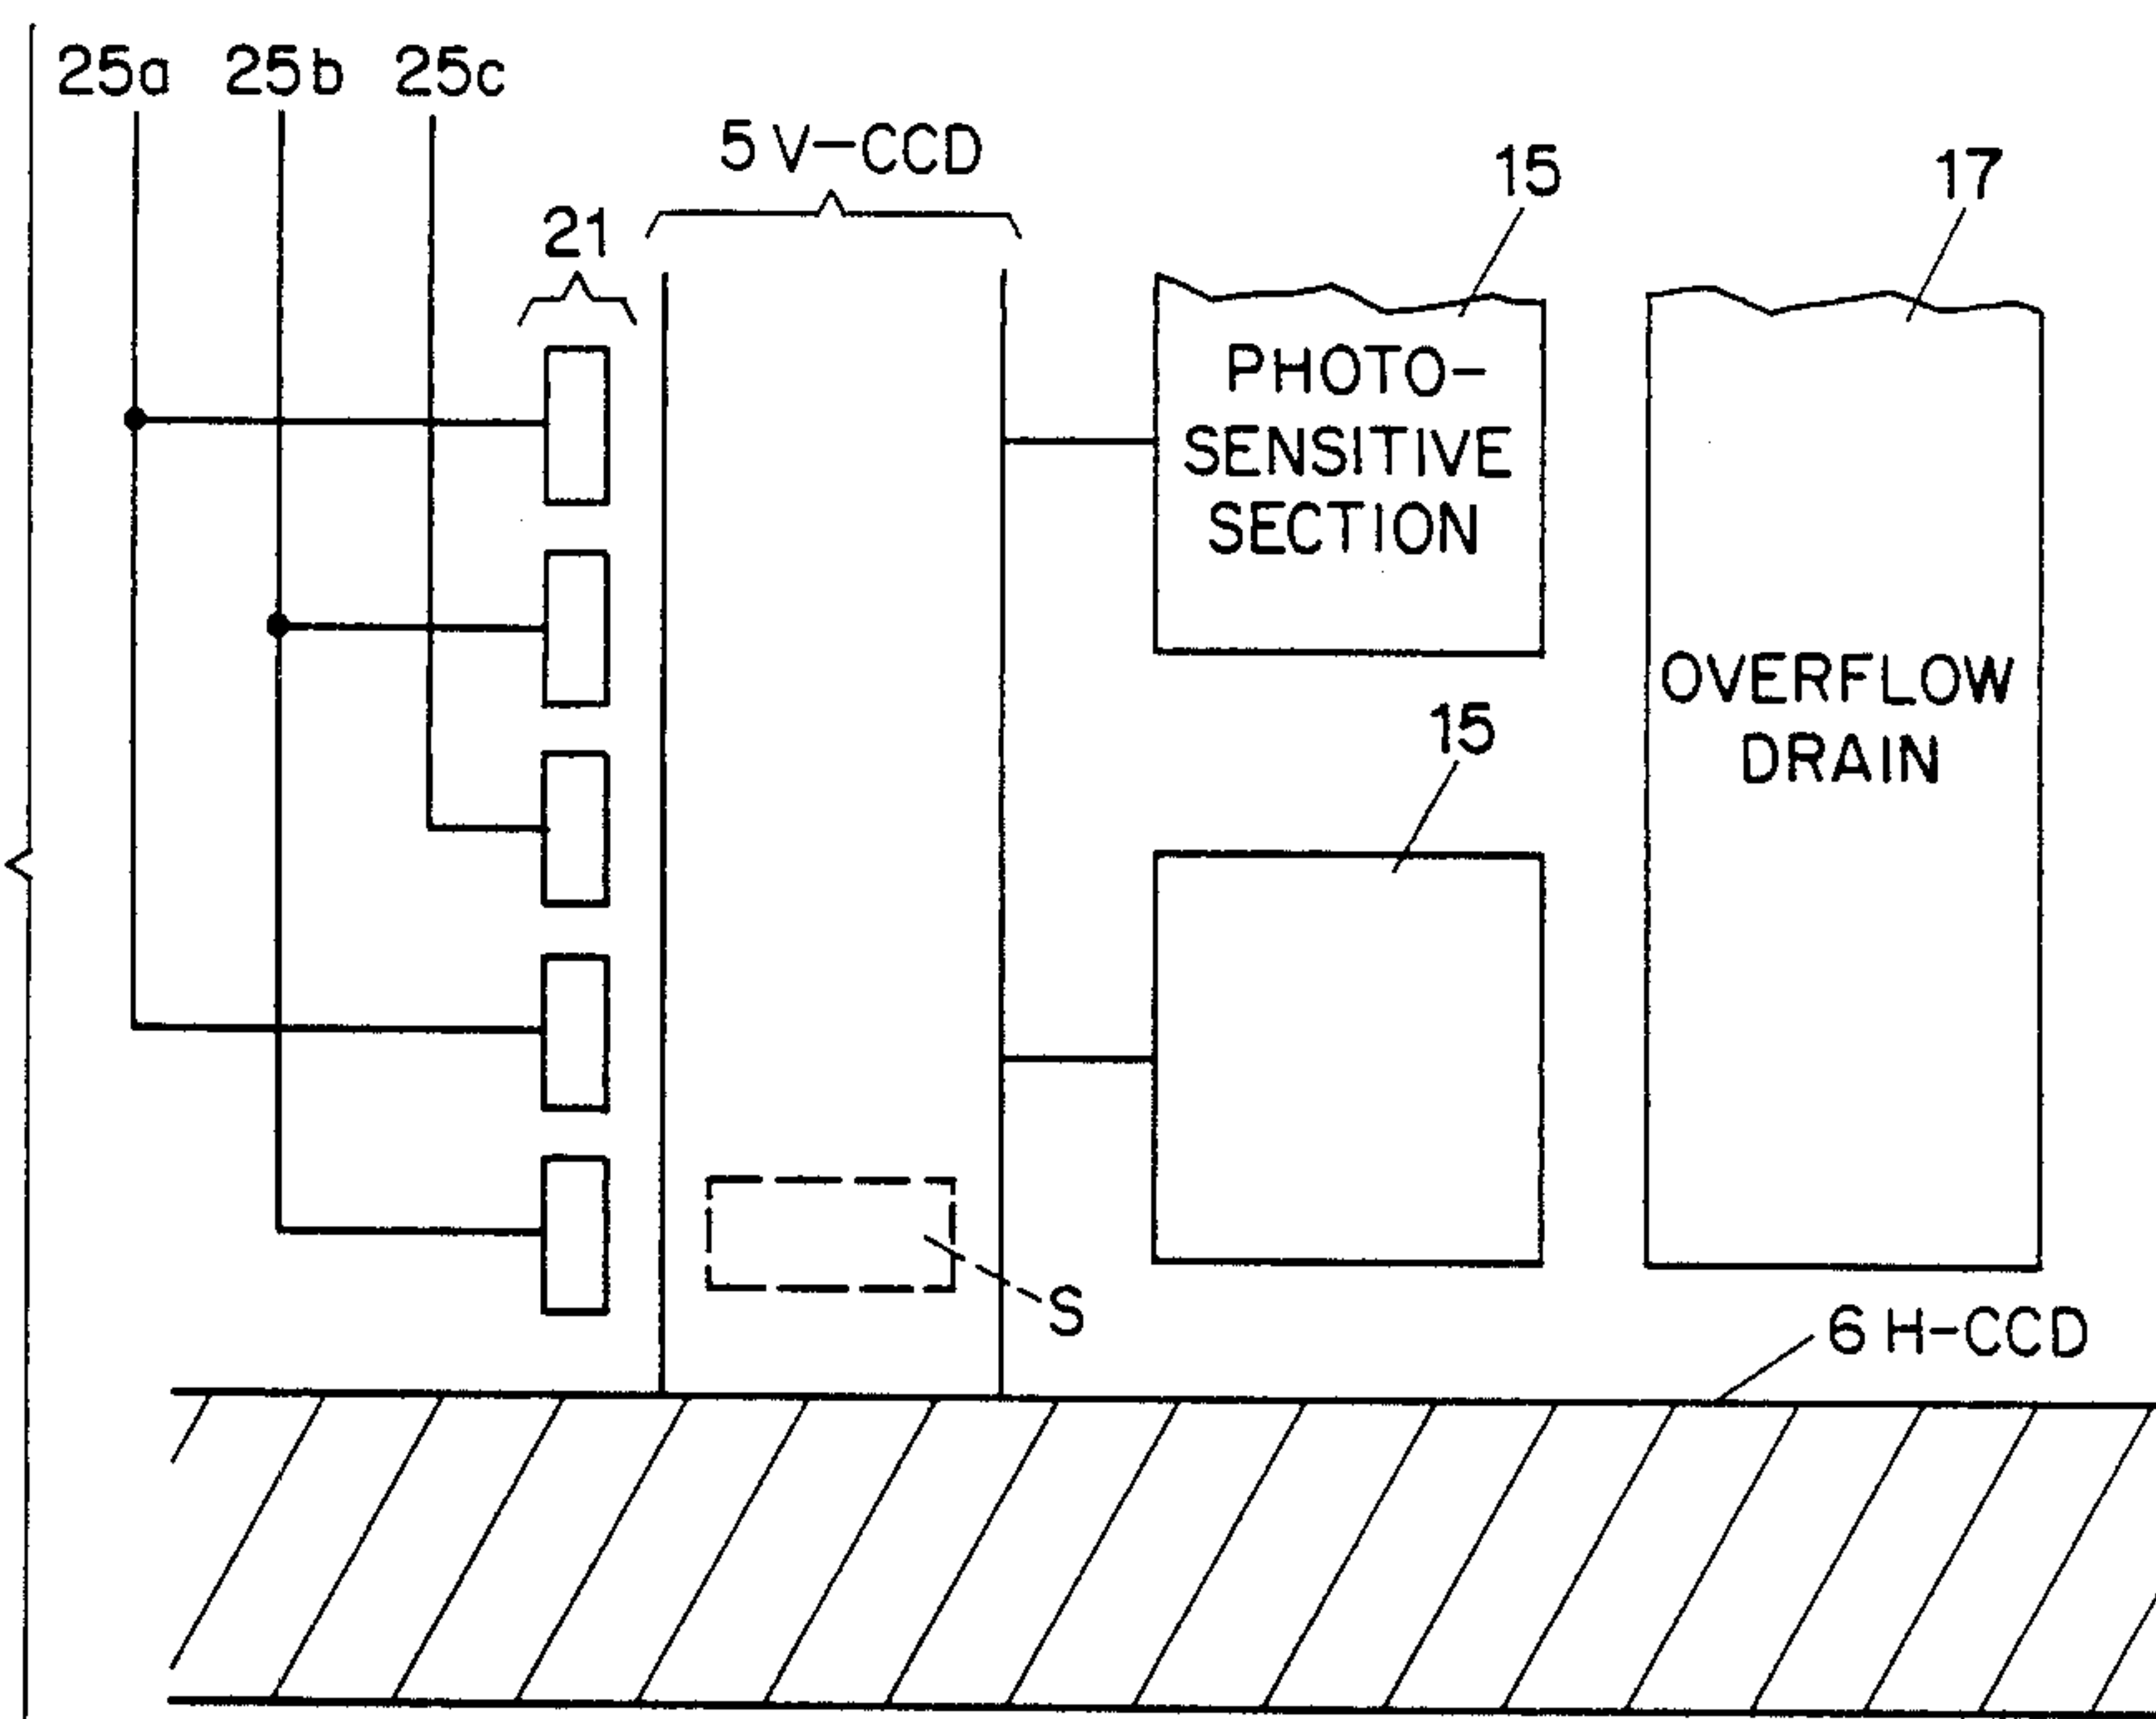 25a 25b 25c
5 V-CCD
21
15
17
PHOTO-
SENSITIVE
SECTION
OVERFLOW
DRAIN
15
S
6 H-CCD